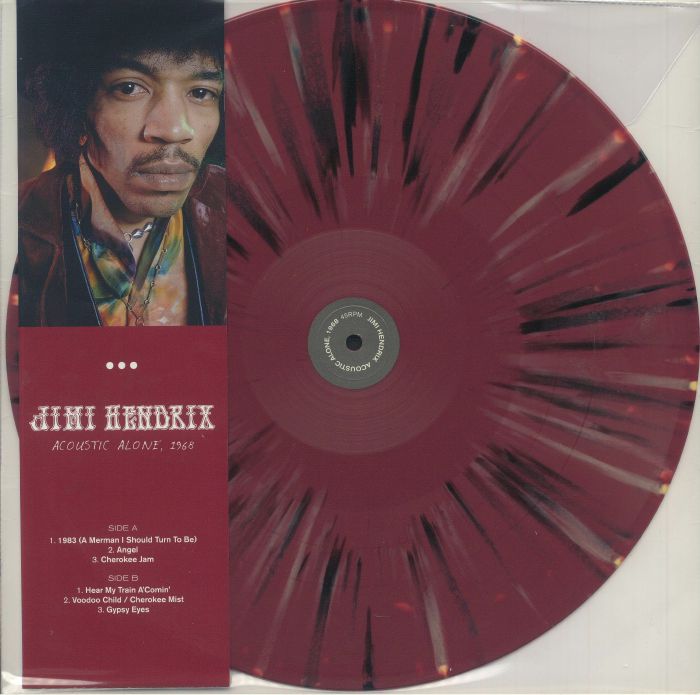 JIMI HENDRIX
ACOUSTIC ALONE, 1968
SIDE A
1. 1983 (A Merman I Should Turn To Be)
2. Angel
3. Cherokee Jam
SIDE B
1. Hear My Train A'Comin'
2. Voodoo Child / Cherokee Mist
3. Gypsy Eyes
45RPM JIMI HENDRIX ACOUSTIC ALONE, 1968